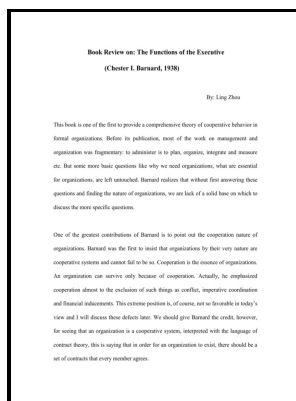 Book Review on: The Functions of the Executive
(Chester I. Barnard, 1938)
By: Ling Zhou
This book is one of the first to provide a comprehensive theory of cooperative behavior in
formal organizations. Before its publication, most of the work on management and
organization was fragmentary: to administer is to plan, organize, integrate and measure
etc. But some more basic questions like why we need organizations, what are essential
for organizations, are left untouched. Barnard realizes that without first answering these
questions and finding the nature of organizations, we are lack of a solid base on which to
discuss the more specific questions.
One of the greatest contributions of Barnard is to point out the cooperation nature of
organizations. Barnard was the first to insist that organizations by their very nature are
cooperative systems and cannot fail to be so. Cooperation is the essence of organizations.
An organization can survive only because of cooperation. Actually, he emphasized
cooperation almost to the exclusion of such things as conflict, imperative coordination
and financial inducements. This extreme position is, of course, not so favorable in today's
view and I will discuss these defects later. We should give Barnard the credit, however,
for seeing that an organization is a cooperative system, interpreted with the language of
contract theory, this is saying that in order for an organization to exist, there should be a
set of contracts that every member agrees.